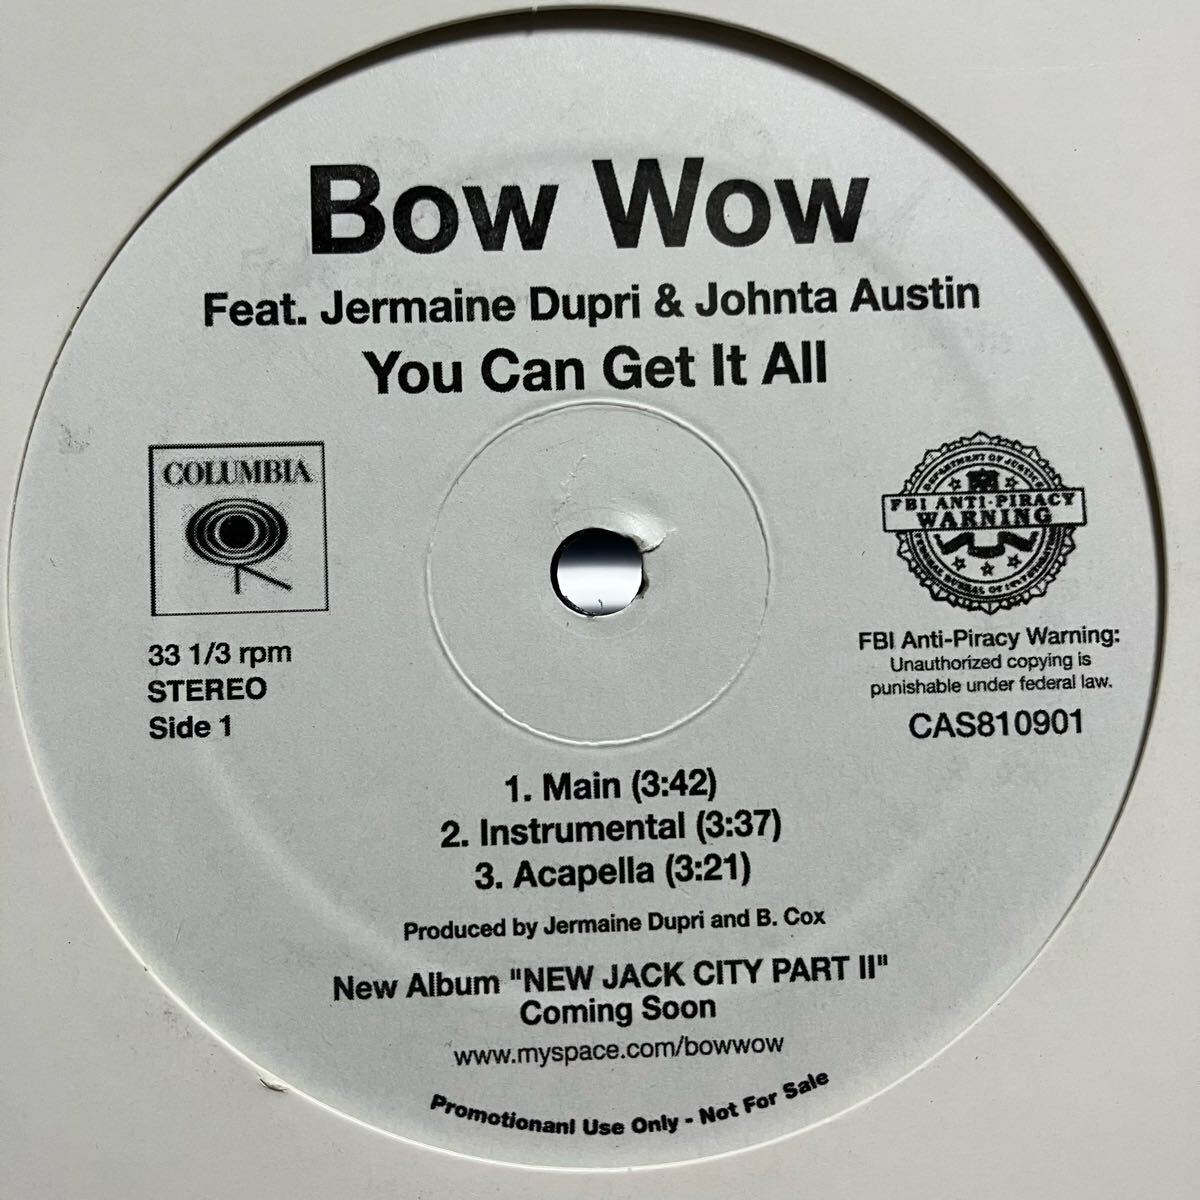 Bow Wow
Feat. Jermaine Dupri & Johnta Austin
You Can Get It All
COLUMBIA
33 1/3 rpm
STEREO
Side 1
DEPARTMENT OF JUSTICE
FBI ANTI-PIRACY
WARNING
FBI Anti-Piracy Warning:
Unauthorized copying is
punishable under federal law.
CAS810901
1. Main (3:42)
2. Instrumental (3:37)
3. Acapella (3:21)
Produced by Jermaine Dupri and B. Cox
New Album "NEW JACK CITY PART II"
Coming Soon
www.myspace.com/bowwow
Promotionanl Use Only - Not For Sale